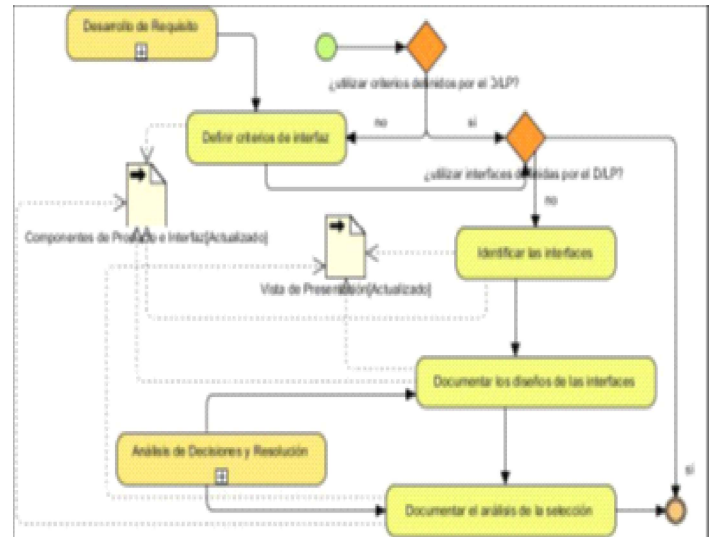 Desarrollo de Requisito
¿utilizar criterios definidos por el D/LP?
no
si
Definir criterios de interfaz
¿utilizar interfaces definidas por el D/LP?
no
Componentes de Producto e Interfaz[Actualizado]
Identificar las interfaces
Vista de Presentación[Actualizado]
Documentar los diseños de las interfaces
Análisis de Decisiones y Resolución
si
Documentar el análisis de la selección